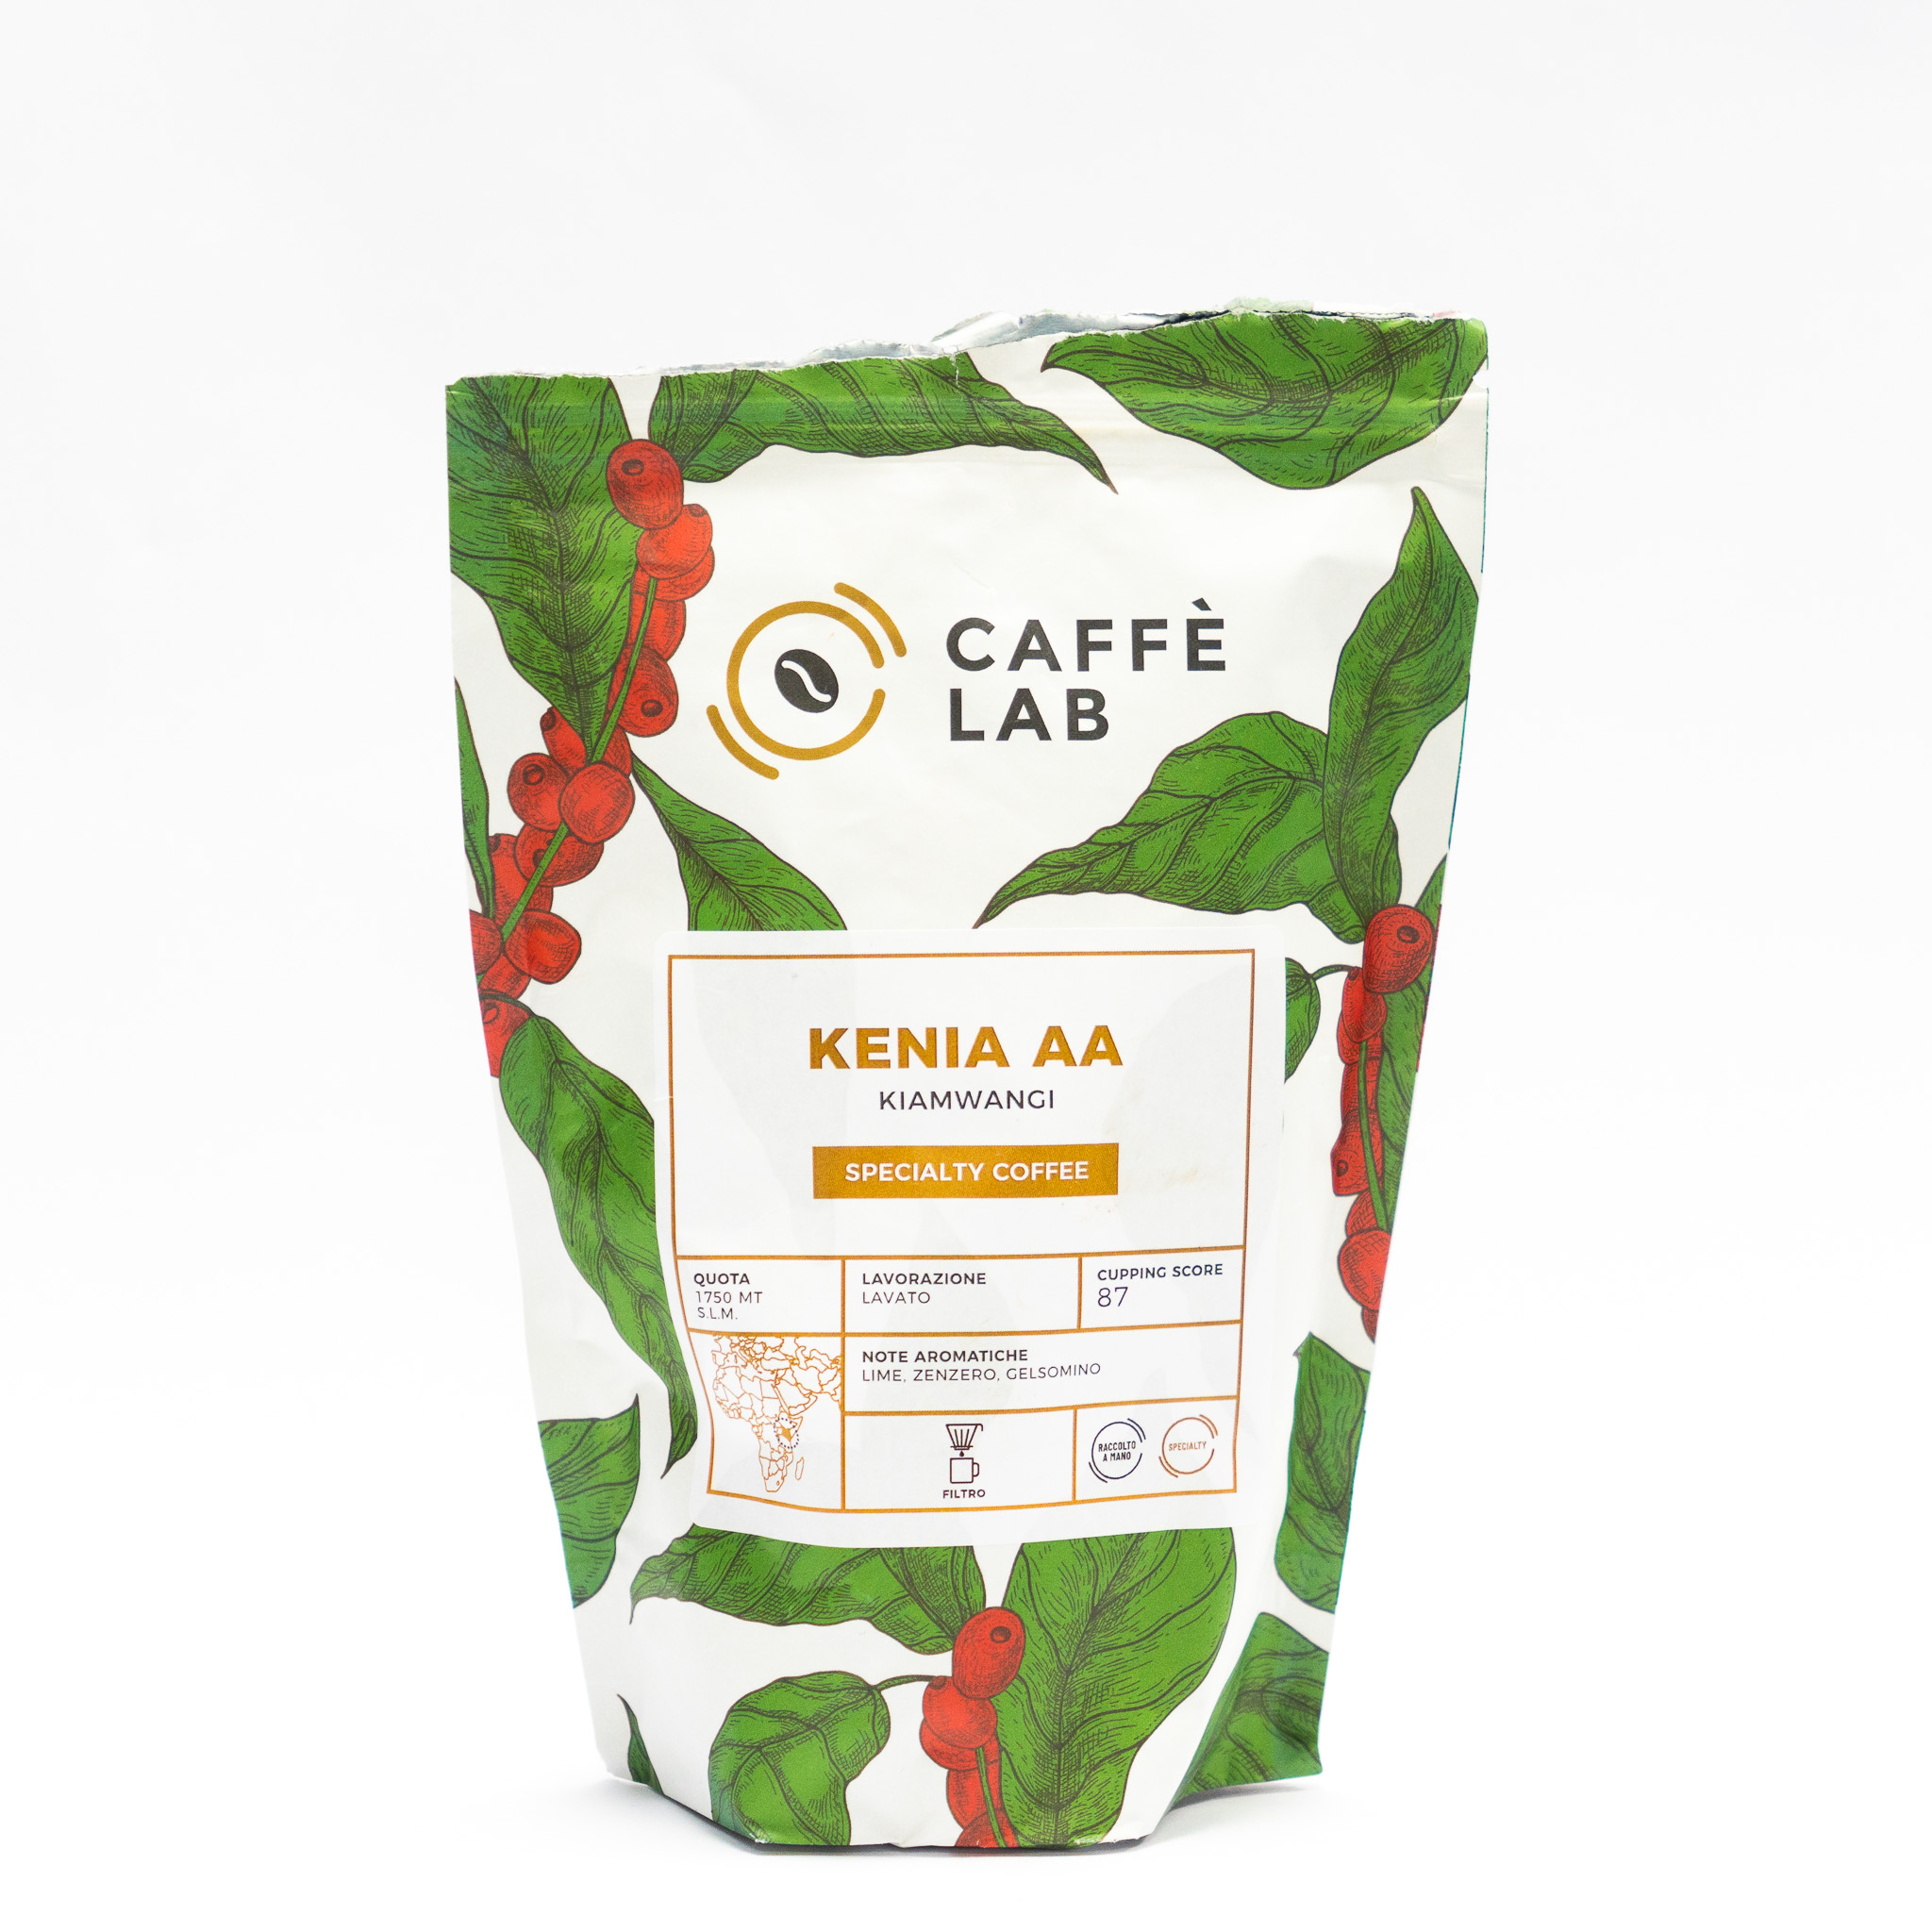 CAFFÈ
LAB
KENIA AA
KIAMWANGI
SPECIALTY COFFEE
QUOTA
1750 MT
S.L.M.
LAVORAZIONE
LAVATO
CUPPING SCORE
87
NOTE AROMATICHE
LIME, ZENZERO, GELSOMINO
FILTRO
RACCOLTO
A MANO
SPECIALTY